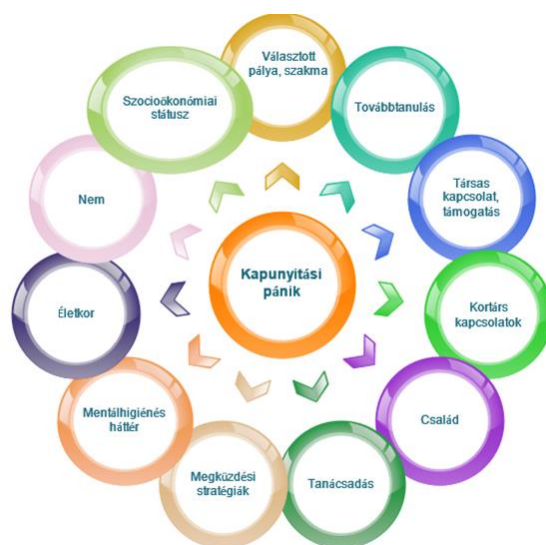 Választott
pálya, szakma
Továbbtanulás
Társas
kapcsolat,
támogatás
Kortárs
kapcsolatok
Család
Tanácsadás
Megküzdési
stratégiák
Mentálhigiénés
háttér
Életkor
Nem
Szocioökonómiai
státusz
Kapunyitási
pánik